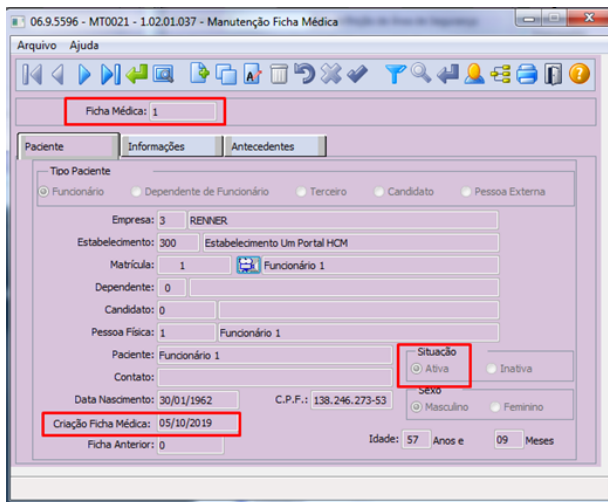 06.9.5596 - MT0021 - 1.02.01.037 - Manutenção Ficha Médica
Arquivo Ajuda
Ficha Médica: 1
Paciente Informações Antecedentes
Tipo Paciente
Funcionário Dependente de Funcionário Terceiro Candidato Pessoa Externa
Empresa: 3 RENNER
Estabelecimento: 300 Estabelecimento Um Portal HCM
Matrícula: 1 Funcionário 1
Dependente: 0
Candidato: 0
Pessoa Física: 1 Funcionário 1
Paciente: Funcionário 1
Situação
Ativa Inativa
Contato:
Sexo
Data Nascimento: 30/01/1962 C.P.F.: 138.246.273-53
Masculino Feminino
Criação Ficha Médica: 05/10/2019
Ficha Anterior: 0
Idade: 57 Anos e 09 Meses